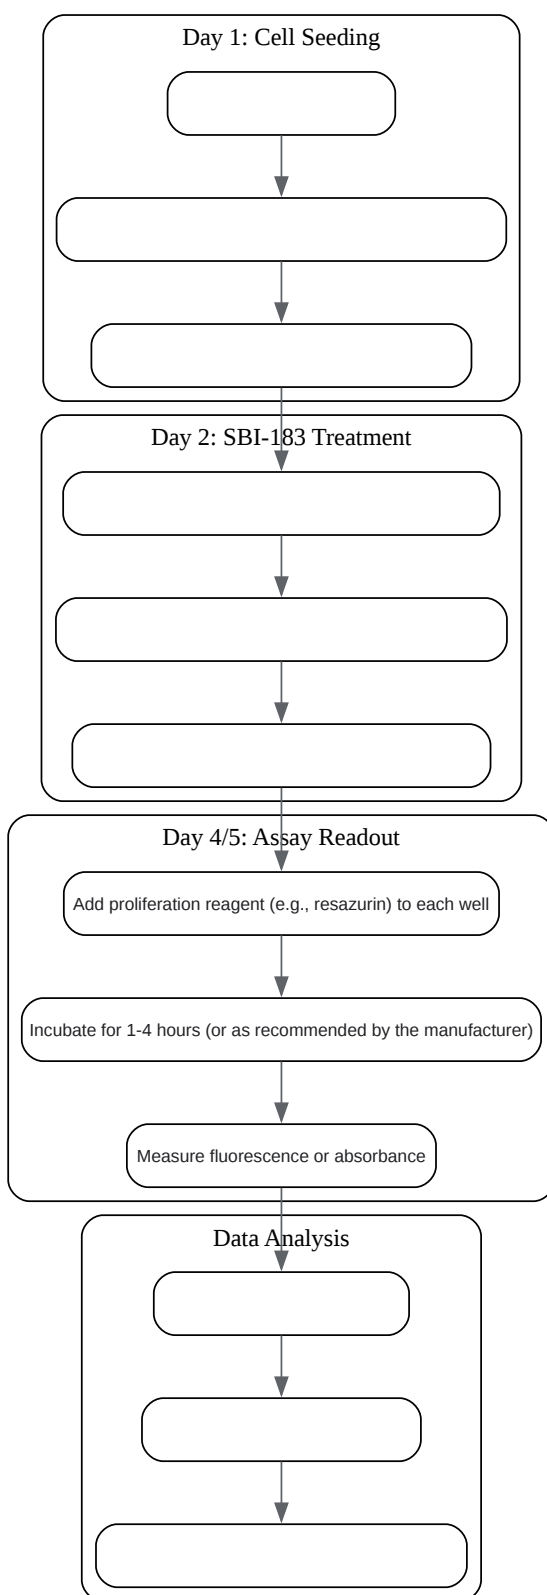 Day 1: Cell Seeding
Day 2: SBI-183 Treatment
Day 4/5: Assay Readout
Add proliferation reagent (e.g., resazurin) to each well
Incubate for 1-4 hours (or as recommended by the manufacturer)
Measure fluorescence or absorbance
Data Analysis